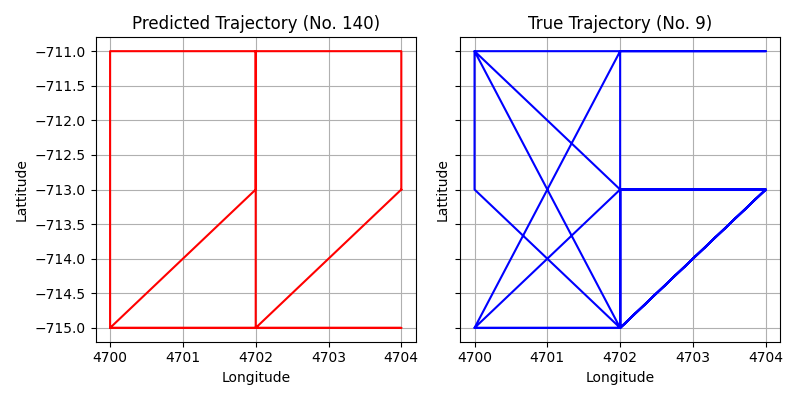 Predicted Trajectory (No. 140)
True Trajectory (No. 9)
Lattitude
−711.0
−711.5
−712.0
−712.5
−713.0
−713.5
−714.0
−714.5
−715.0
4700 4701 4702 4703 4704
Longitude
Lattitude
4700 4701 4702 4703 4704
Longitude